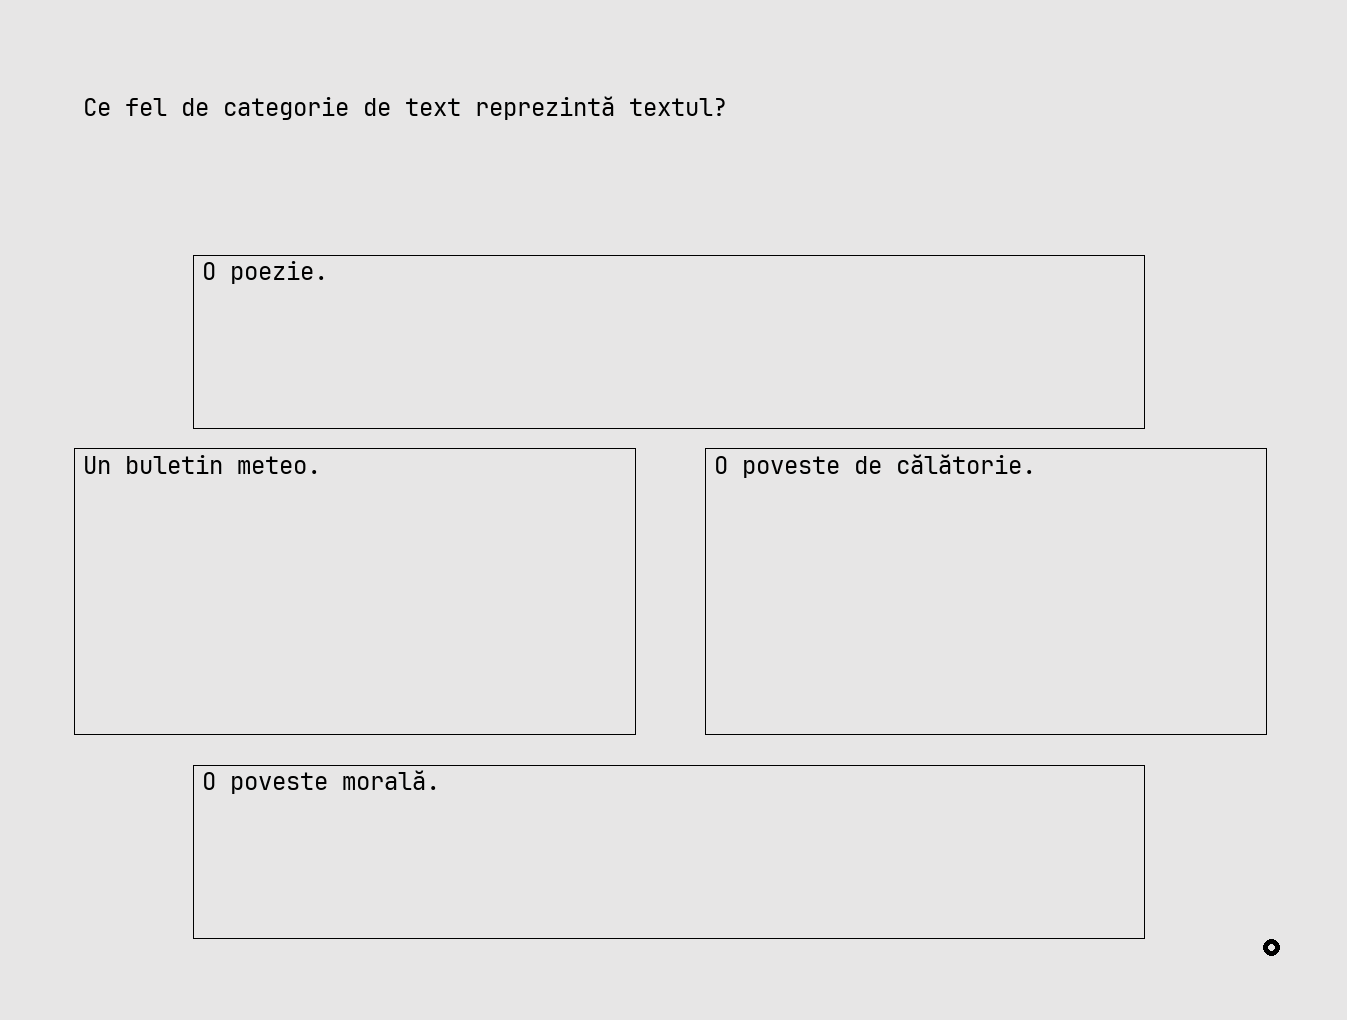 Ce fel de categorie de text reprezintă textul?
O poezie.
Un buletin meteo.
O poveste de călătorie.
O poveste morală.